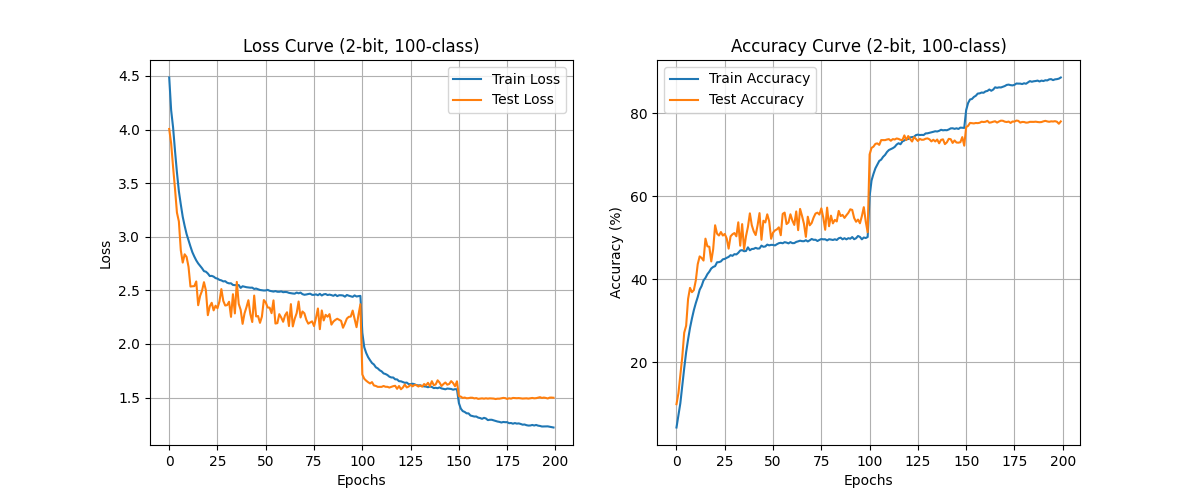 Loss Curve (2-bit, 100-class)
Train Loss
Test Loss
4.5
4.0
3.5
3.0
2.5
2.0
1.5
Loss
0 25 50 75 100 125 150 175 200
Epochs
Accuracy Curve (2-bit, 100-class)
Train Accuracy
Test Accuracy
80
60
40
20
Accuracy (%)
0 25 50 75 100 125 150 175 200
Epochs